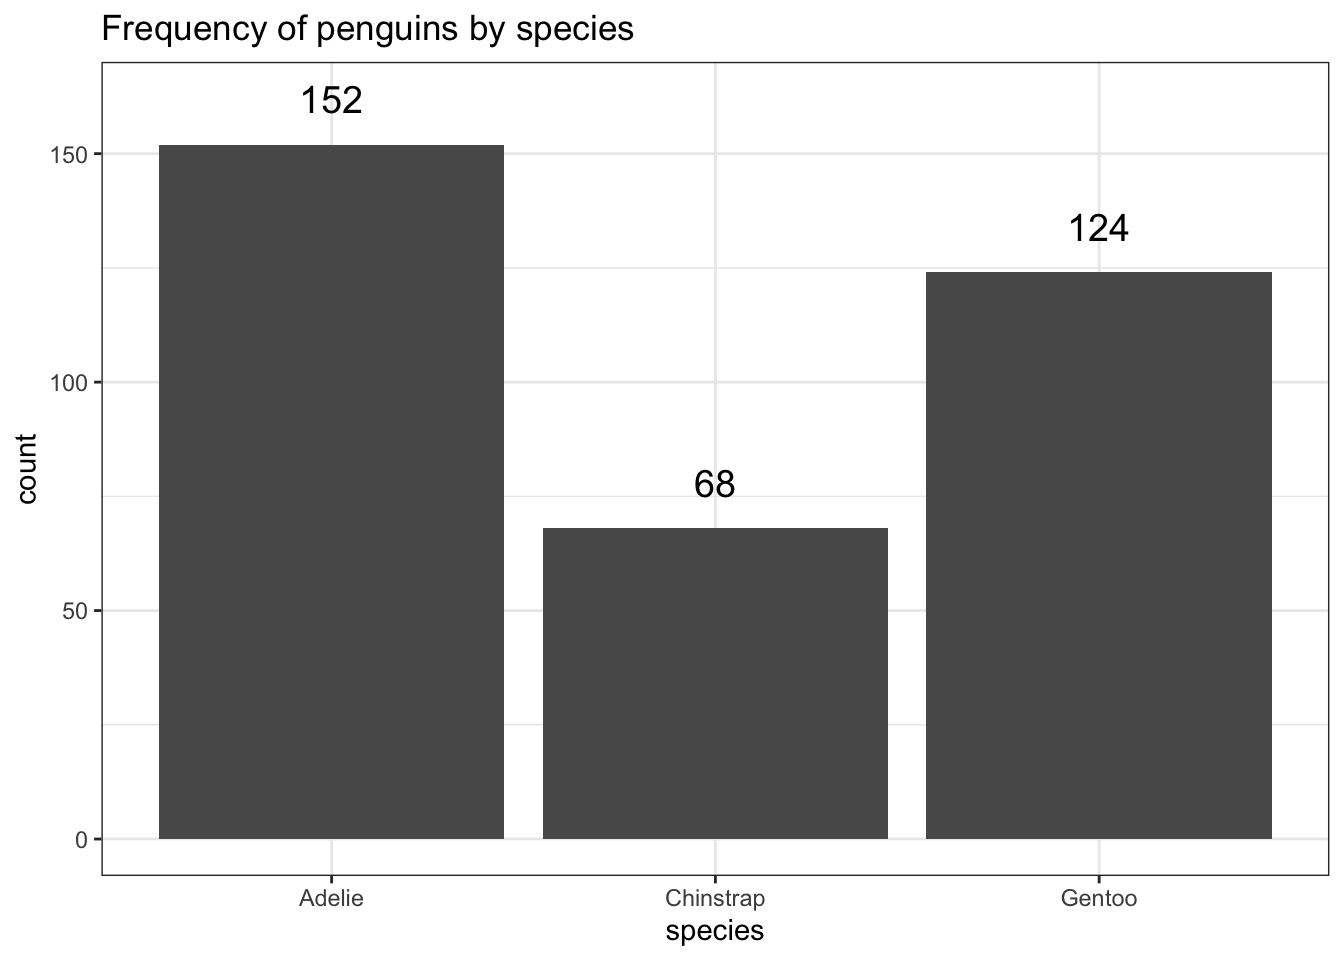 Frequency of penguins by species
152
124
68
150
100
50
0
count
Adelie Chinstrap Gentoo
species